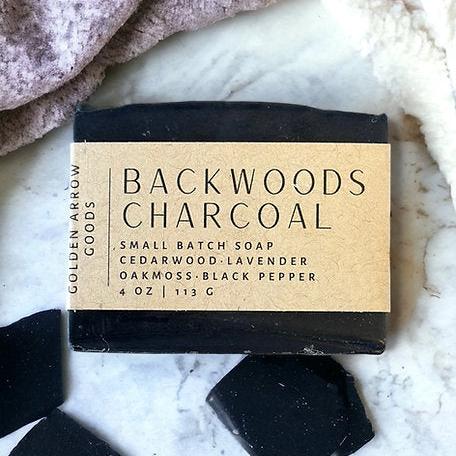 GOLDEN ARROW
GOODS
BACKWOODS
CHARCOAL
SMALL BATCH SOAP
CEDARWOOD·LAVENDER
OAKMOSS·BLACK PEPPER
4 OZ | 113 G